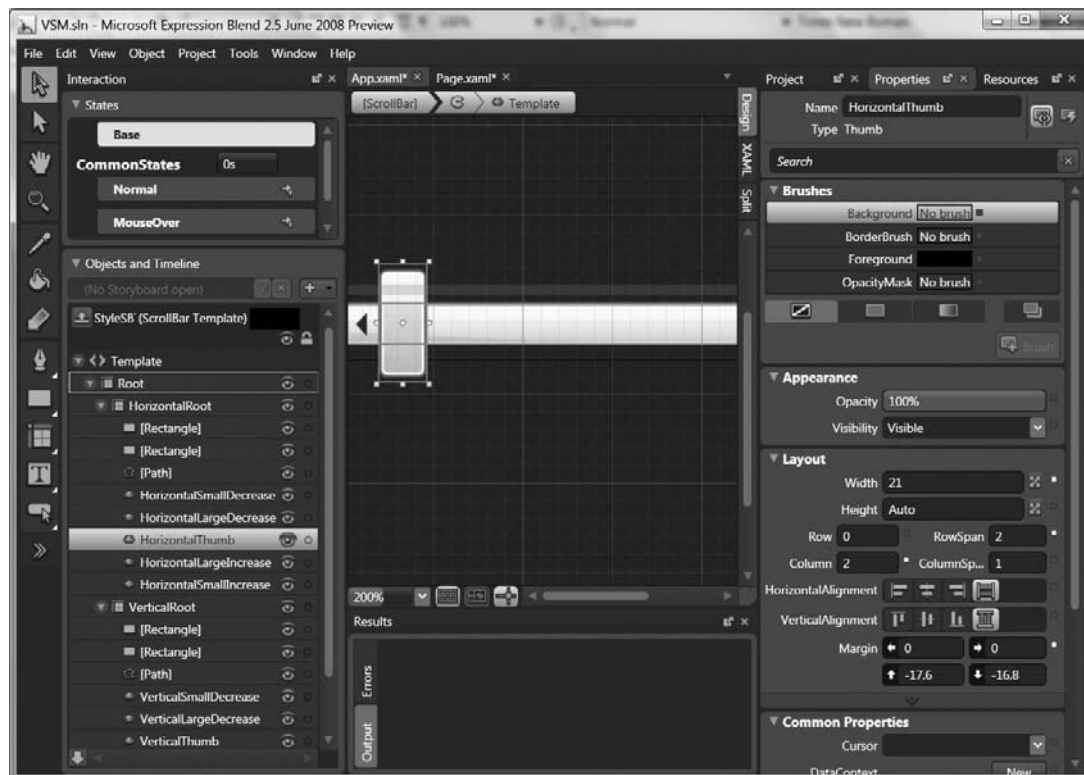 VSM.sln - Microsoft Expression Blend 2.5 June 2008 Preview
File Edit View Object Project Tools Window Help
Interaction
States
Base
CommonStates 0s
Normal
MouseOver
Objects and Timeline
(No Storyboard open)
StyleSB (ScrollBar Template)
Template
Root
HorizontalRoot
[Rectangle]
[Rectangle]
[Path]
HorizontalSmallDecrease
HorizontalLargeDecrease
HorizontalThumb
HorizontalLargeIncrease
HorizontalSmallIncrease
VerticalRoot
[Rectangle]
[Rectangle]
[Path]
VerticalSmallDecrease
VerticalLargeDecrease
VerticalThumb
App.xaml* Page.xaml*
[ScrollBar] Template
Design
XAML
Split
200%
Results
Errors
Output
Project Properties Resources
Name HorizontalThumb
Type Thumb
Search
Brushes
Background No brush
BorderBrush No brush
Foreground
OpacityMask No brush
Brush
Appearance
Opacity 100%
Visibility Visible
Layout
Width 21
Height Auto
Row 0 RowSpan 2
Column 2 ColumnSp... 1
HorizontalAlignment
VerticalAlignment
Margin 0 0
-17.6 -16.8
Common Properties
Cursor
DataContext New